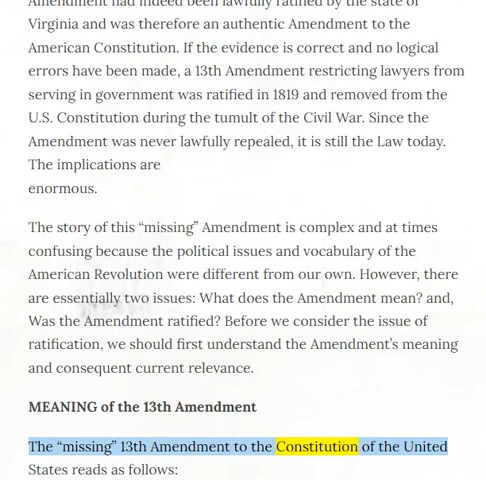 Amendment had indeed been lawfully ratified by the state of
Virginia and was therefore an authentic Amendment to the
American Constitution. If the evidence is correct and no logical
errors have been made, a 13th Amendment restricting lawyers from
serving in government was ratified in 1819 and removed from the
U.S. Constitution during the tumult of the Civil War. Since the
Amendment was never lawfully repealed, it is still the Law today.
The implications are
enormous.
The story of this “missing” Amendment is complex and at times
confusing because the political issues and vocabulary of the
American Revolution were different from our own. However, there
are essentially two issues: What does the Amendment mean? and,
Was the Amendment ratified? Before we consider the issue of
ratification, we should first understand the Amendment’s meaning
and consequent current relevance.
MEANING of the 13th Amendment
The “missing” 13th Amendment to the Constitution of the United
States reads as follows: